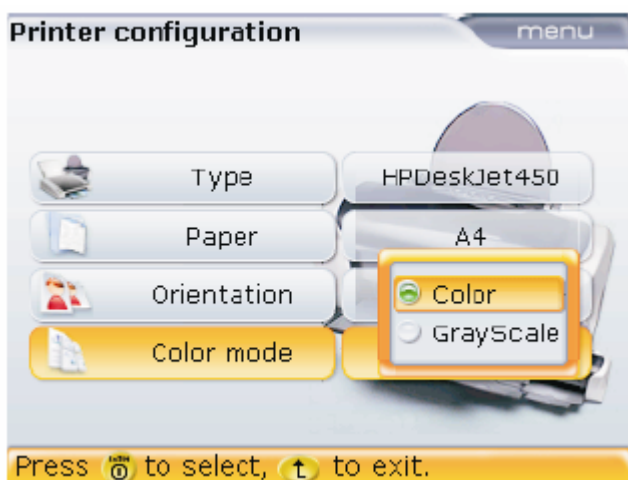 Printer configuration
menu
Type
HPDeskJet450
Paper
A4
Orientation
Color
GrayScale
Color mode
Press to select, to exit.